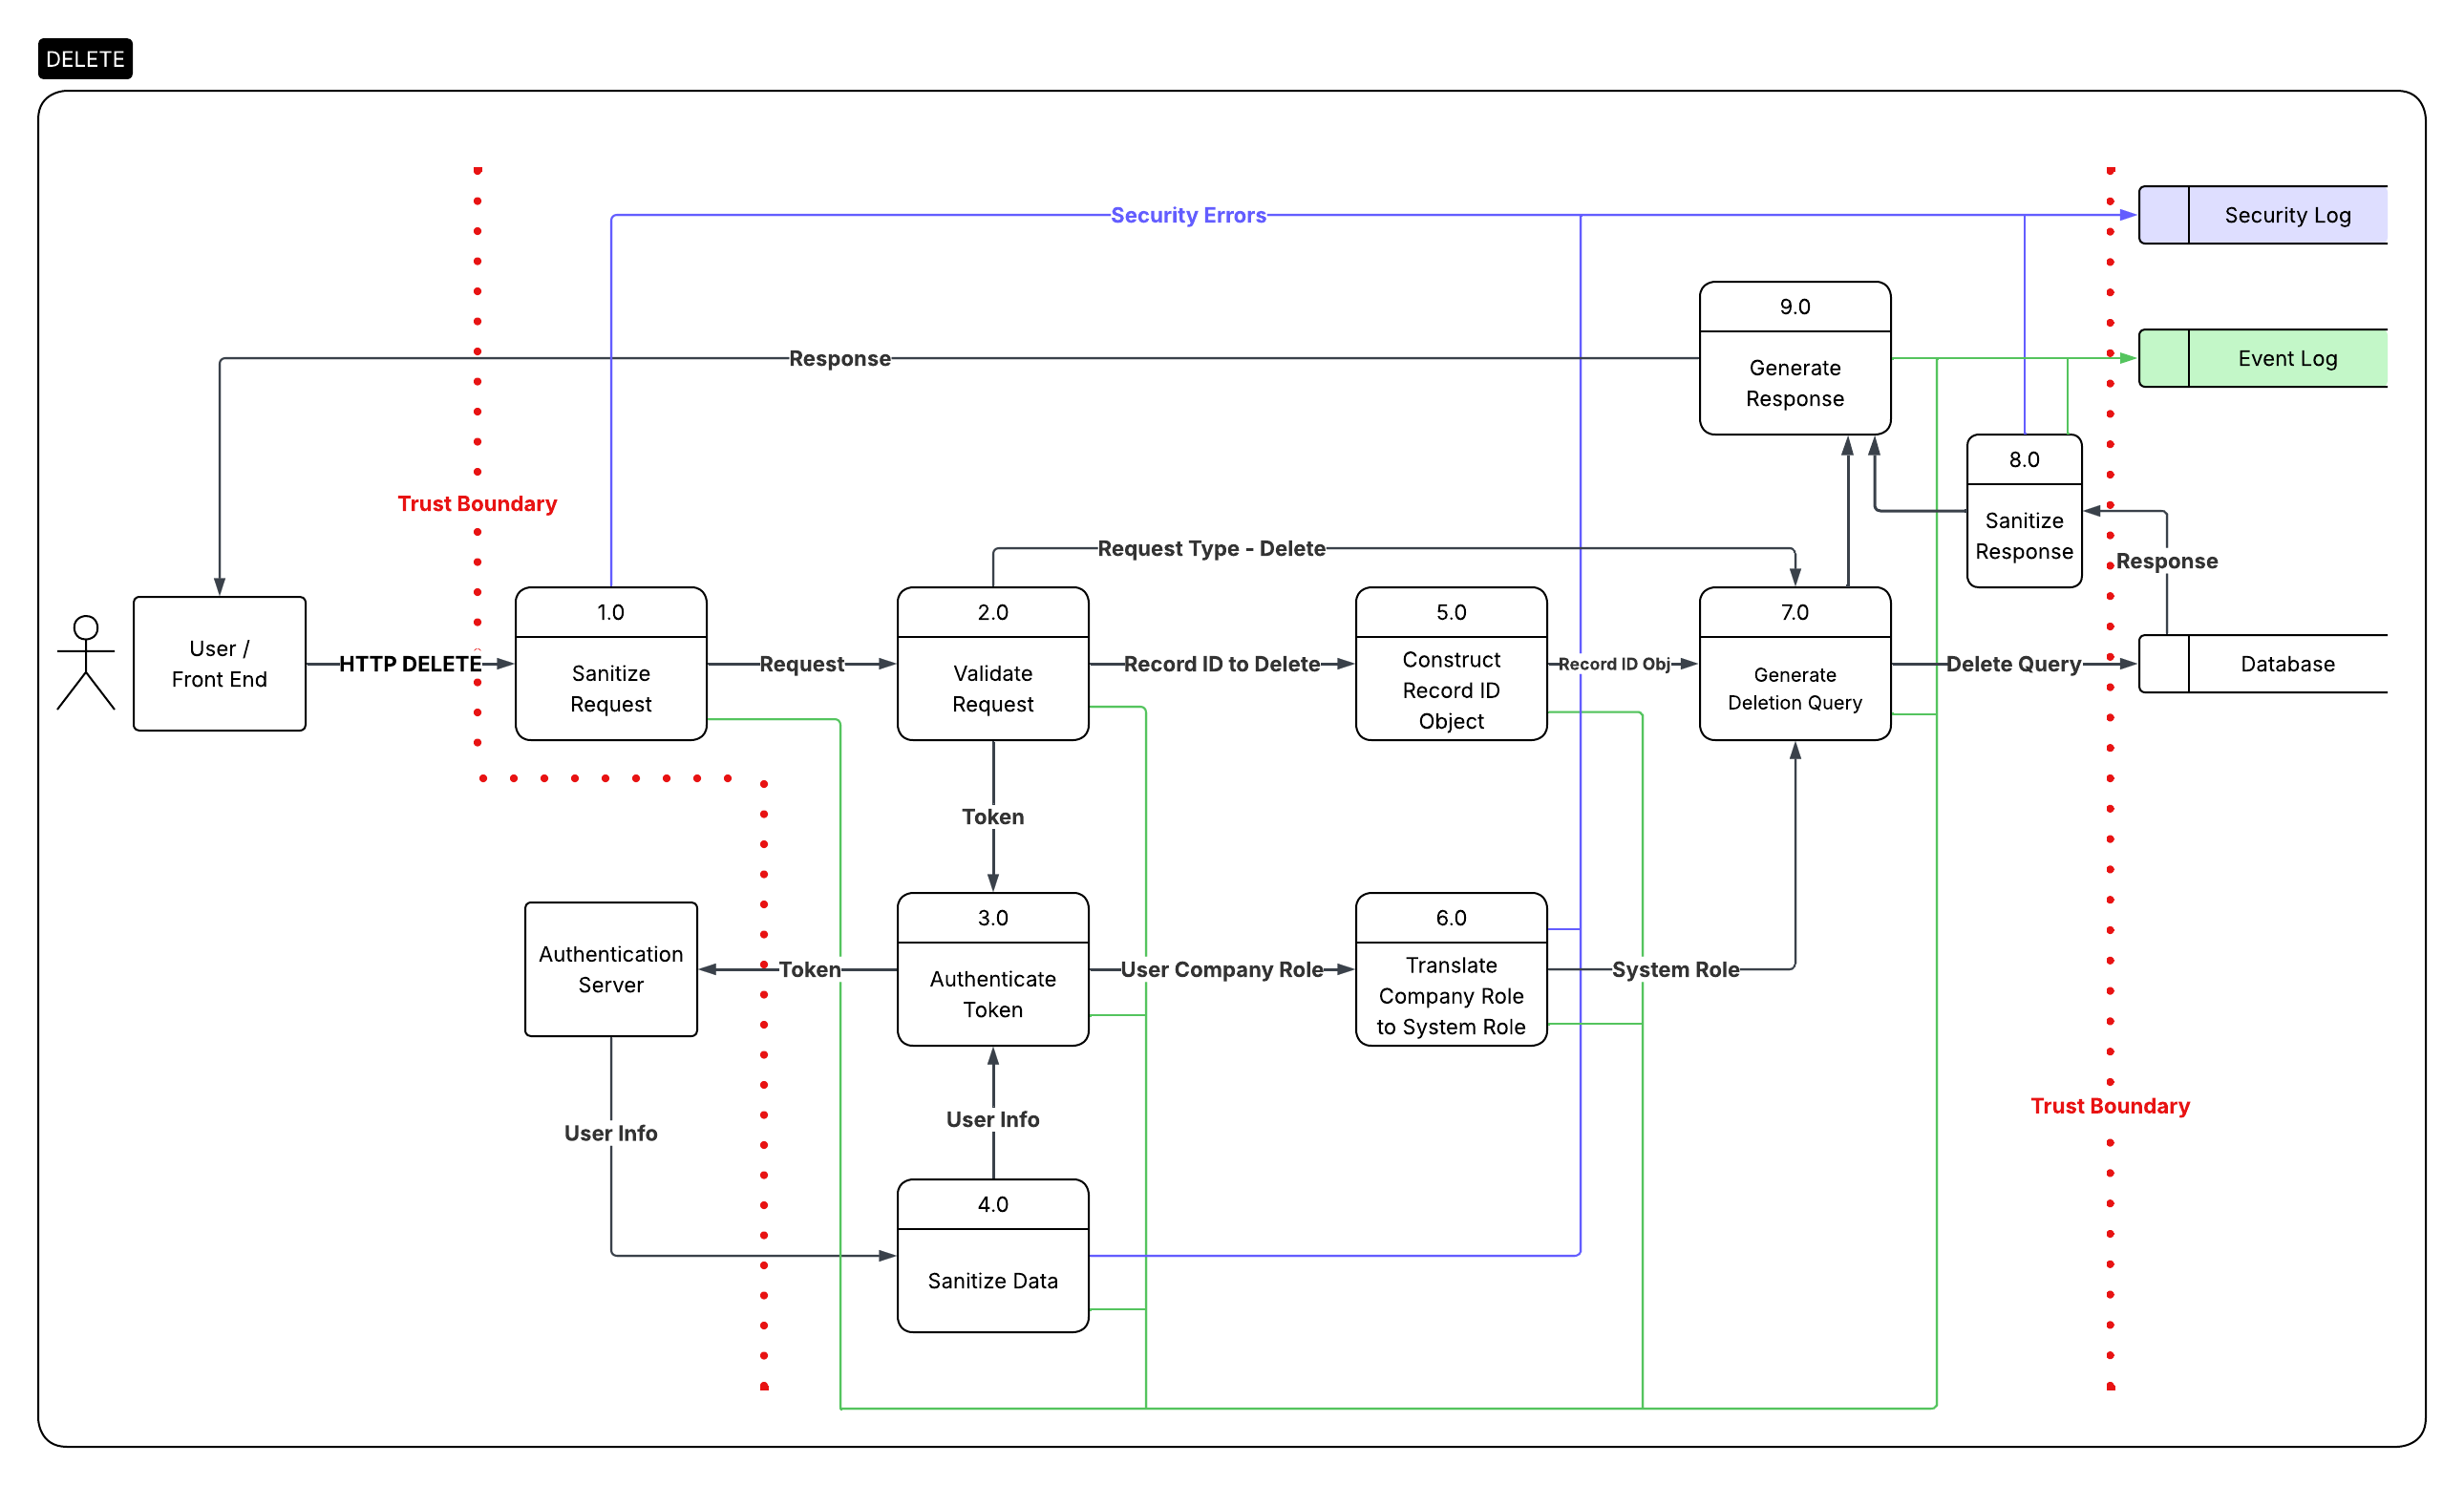 DELETE
Security Errors
Security Log
9.0
Generate
Response
Response
Event Log
8.0
Sanitize
Response
Trust Boundary
Request Type - Delete
Response
User /
Front End
HTTP DELETE
1.0
Sanitize
Request
Request
2.0
Validate
Request
Record ID to Delete
5.0
Construct
Record ID
Object
Record ID Obj
7.0
Generate
Deletion Query
Delete Query
Database
Token
Authentication
Server
Token
3.0
Authenticate
Token
User Company Role
6.0
Translate
Company Role
to System Role
System Role
User Info
User Info
Trust Boundary
4.0
Sanitize Data